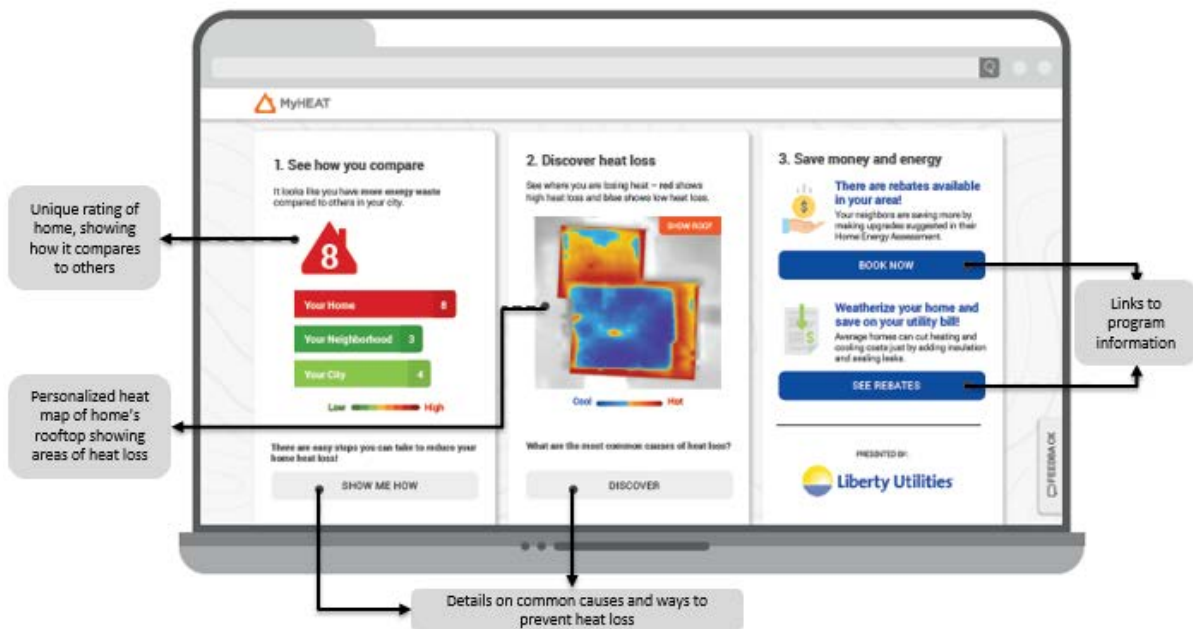 MyHEAT
1. See how you compare
It looks like you have more energy waste
compared to others in your city.
8
Your Home 8
Your Neighborhood 3
Your City 4
Low High
There are easy steps you can take to reduce your
home heat loss!
SHOW ME HOW
2. Discover heat loss
See where you are losing heat – red shows
high heat loss and blue shows low heat loss.
SHOW ROOF
Cool Hot
What are the most common causes of heat loss?
DISCOVER
3. Save money and energy
There are rebates available
in your area!
Your neighbors are saving more by
making upgrades suggested in their
Home Energy Assessment.
BOOK NOW
Weatherize your home and
save on your utility bill!
Average homes can cut heating and
cooling costs just by adding insulation
and sealing leaks.
SEE REBATES
PRESENTED BY:
Liberty Utilities
FEEDBACK
Unique rating of
home, showing
how it compares
to others
Personalized heat
map of home's
rooftop showing
areas of heat loss
Links to
program
information
Details on common causes and ways to
prevent heat loss